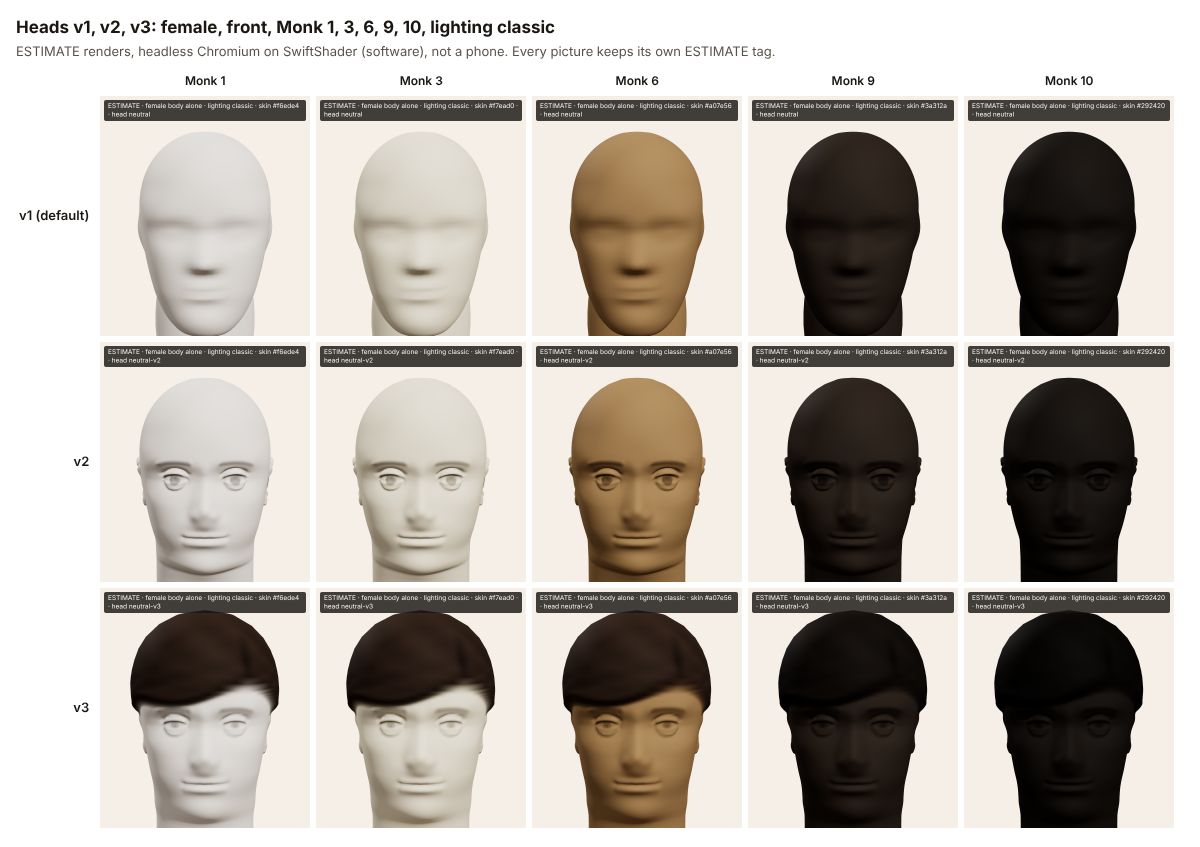 Heads v1, v2, v3: female, front, Monk 1, 3, 6, 9, 10, lighting classic
ESTIMATE renders, headless Chromium on SwiftShader (software), not a phone. Every picture keeps its own ESTIMATE tag.
Monk 1 Monk 3 Monk 6 Monk 9 Monk 10
ESTIMATE · female body alone · lighting classic · skin #f6ede4
· head neutral
ESTIMATE · female body alone · lighting classic · skin #f7ead0 ·
head neutral
ESTIMATE · female body alone · lighting classic · skin #a07e56
· head neutral
ESTIMATE · female body alone · lighting classic · skin #3a312a
· head neutral
ESTIMATE · female body alone · lighting classic · skin #292420
· head neutral
v1 (default)
ESTIMATE · female body alone · lighting classic · skin #f6ede4
· head neutral-v2
ESTIMATE · female body alone · lighting classic · skin #f7ead0 ·
head neutral-v2
ESTIMATE · female body alone · lighting classic · skin #a07e56
· head neutral-v2
ESTIMATE · female body alone · lighting classic · skin #3a312a
· head neutral-v2
ESTIMATE · female body alone · lighting classic · skin #292420
· head neutral-v2
v2
ESTIMATE · female body alone · lighting classic · skin #f6ede4
· head neutral-v3
ESTIMATE · female body alone · lighting classic · skin #f7ead0 ·
head neutral-v3
ESTIMATE · female body alone · lighting classic · skin #a07e56
· head neutral-v3
ESTIMATE · female body alone · lighting classic · skin #3a312a
· head neutral-v3
ESTIMATE · female body alone · lighting classic · skin #292420
· head neutral-v3
v3